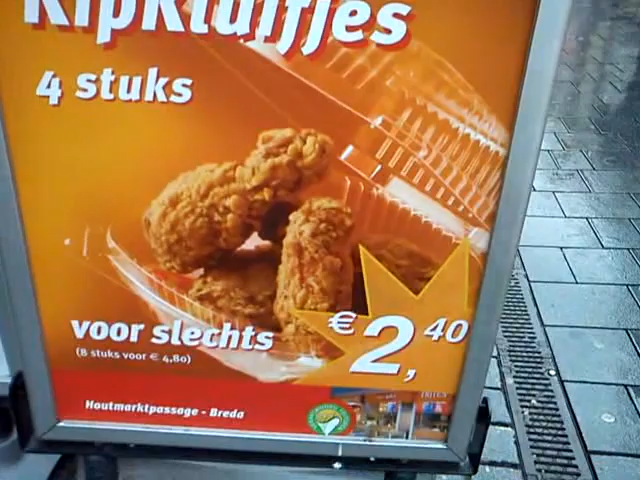 Kipkluifjes
4 stuks
voor slechts
(8 stuks voor € 4,80)
€ 2,40
Houtmarktpassage - Breda